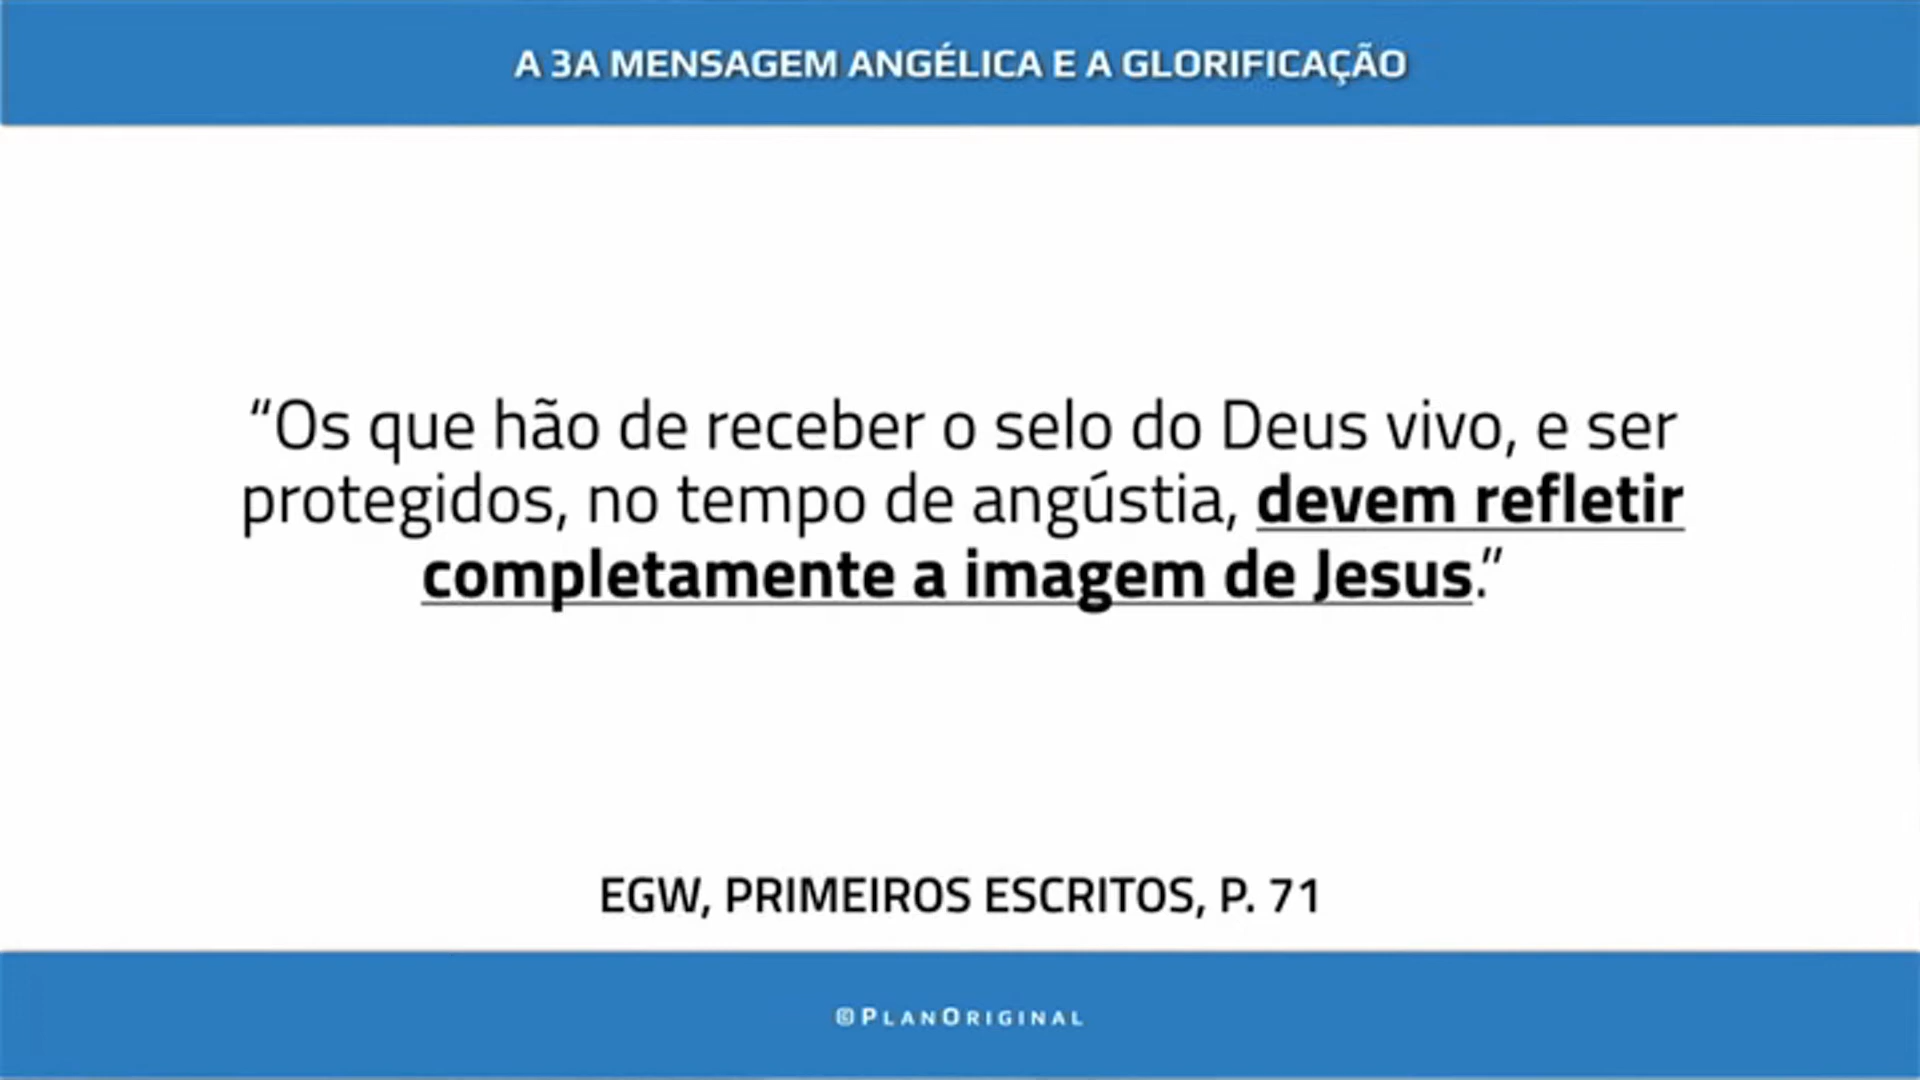 A 3A MENSAGEM ANGÉLICA E A GLORIFICAÇÃO
“Os que hão de receber o selo do Deus vivo, e ser
protegidos, no tempo de angústia, devem refletir
completamente a imagem de Jesus.”
EGW, PRIMEIROS ESCRITOS, P. 71
©PLANORIGINAL